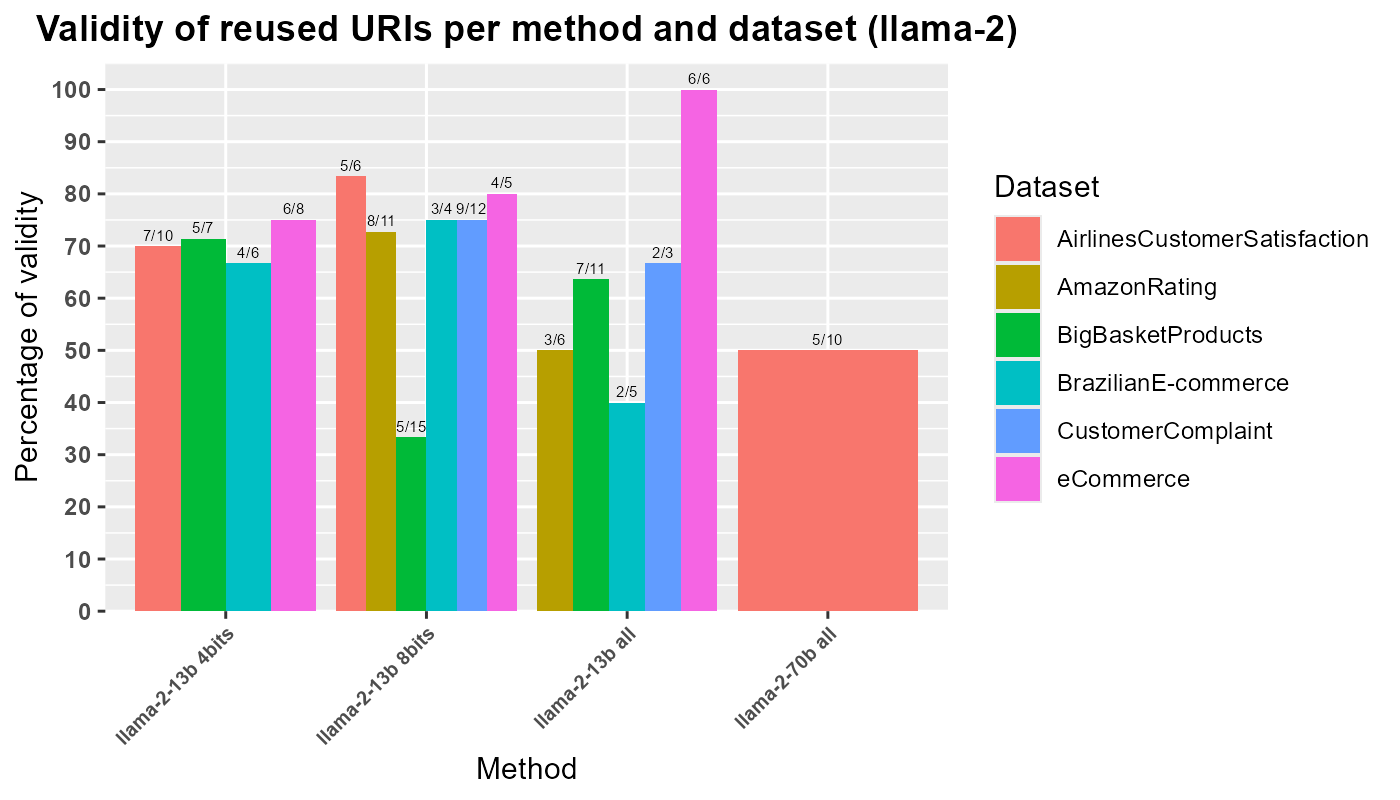 Validity of reused URIs per method and dataset (llama-2)
Percentage of validity
100
90
80
70
60
50
40
30
20
10
0
7/10
5/7
4/6
6/8
5/6
8/11
5/15
3/4
9/12
4/5
3/6
7/11
2/5
2/3
6/6
5/10
llama-2-13b 4bits
llama-2-13b 8bits
llama-2-13b all
llama-2-70b all
Method
Dataset
AirlinesCustomerSatisfaction
AmazonRating
BigBasketProducts
BrazilianE-commerce
CustomerComplaint
eCommerce